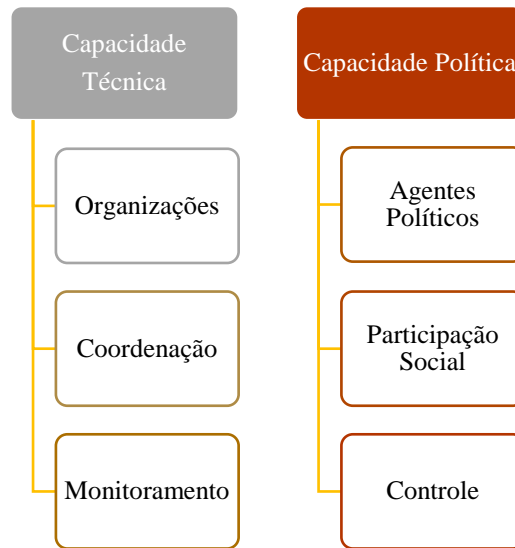 Capacidade
Técnica
Organizações
Coordenação
Monitoramento
Capacidade Política
Agentes
Políticos
Participação
Social
Controle